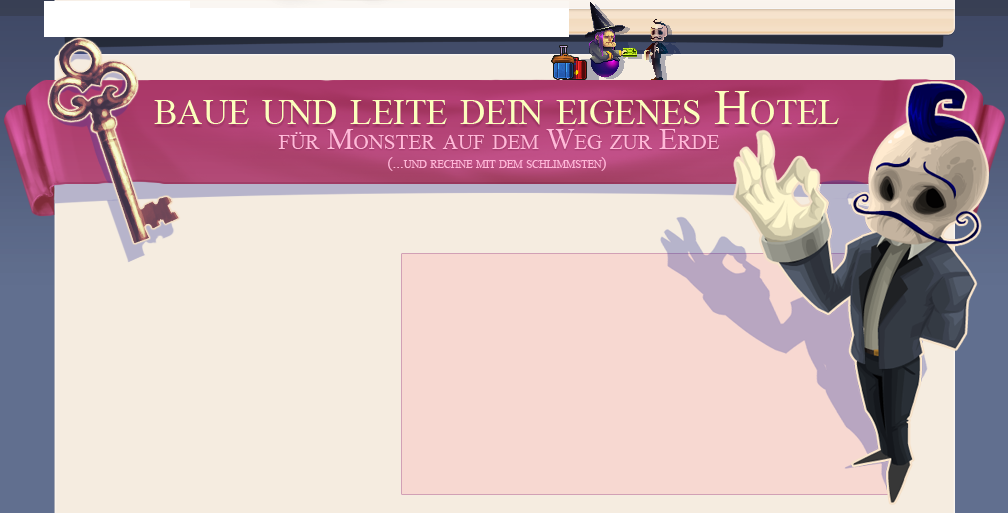 BAUE UND LEITE DEIN EIGENES HOTEL
FÜR MONSTER AUF DEM WEG ZUR ERDE
(...UND RECHNE MIT DEM SCHLIMMSTEN)